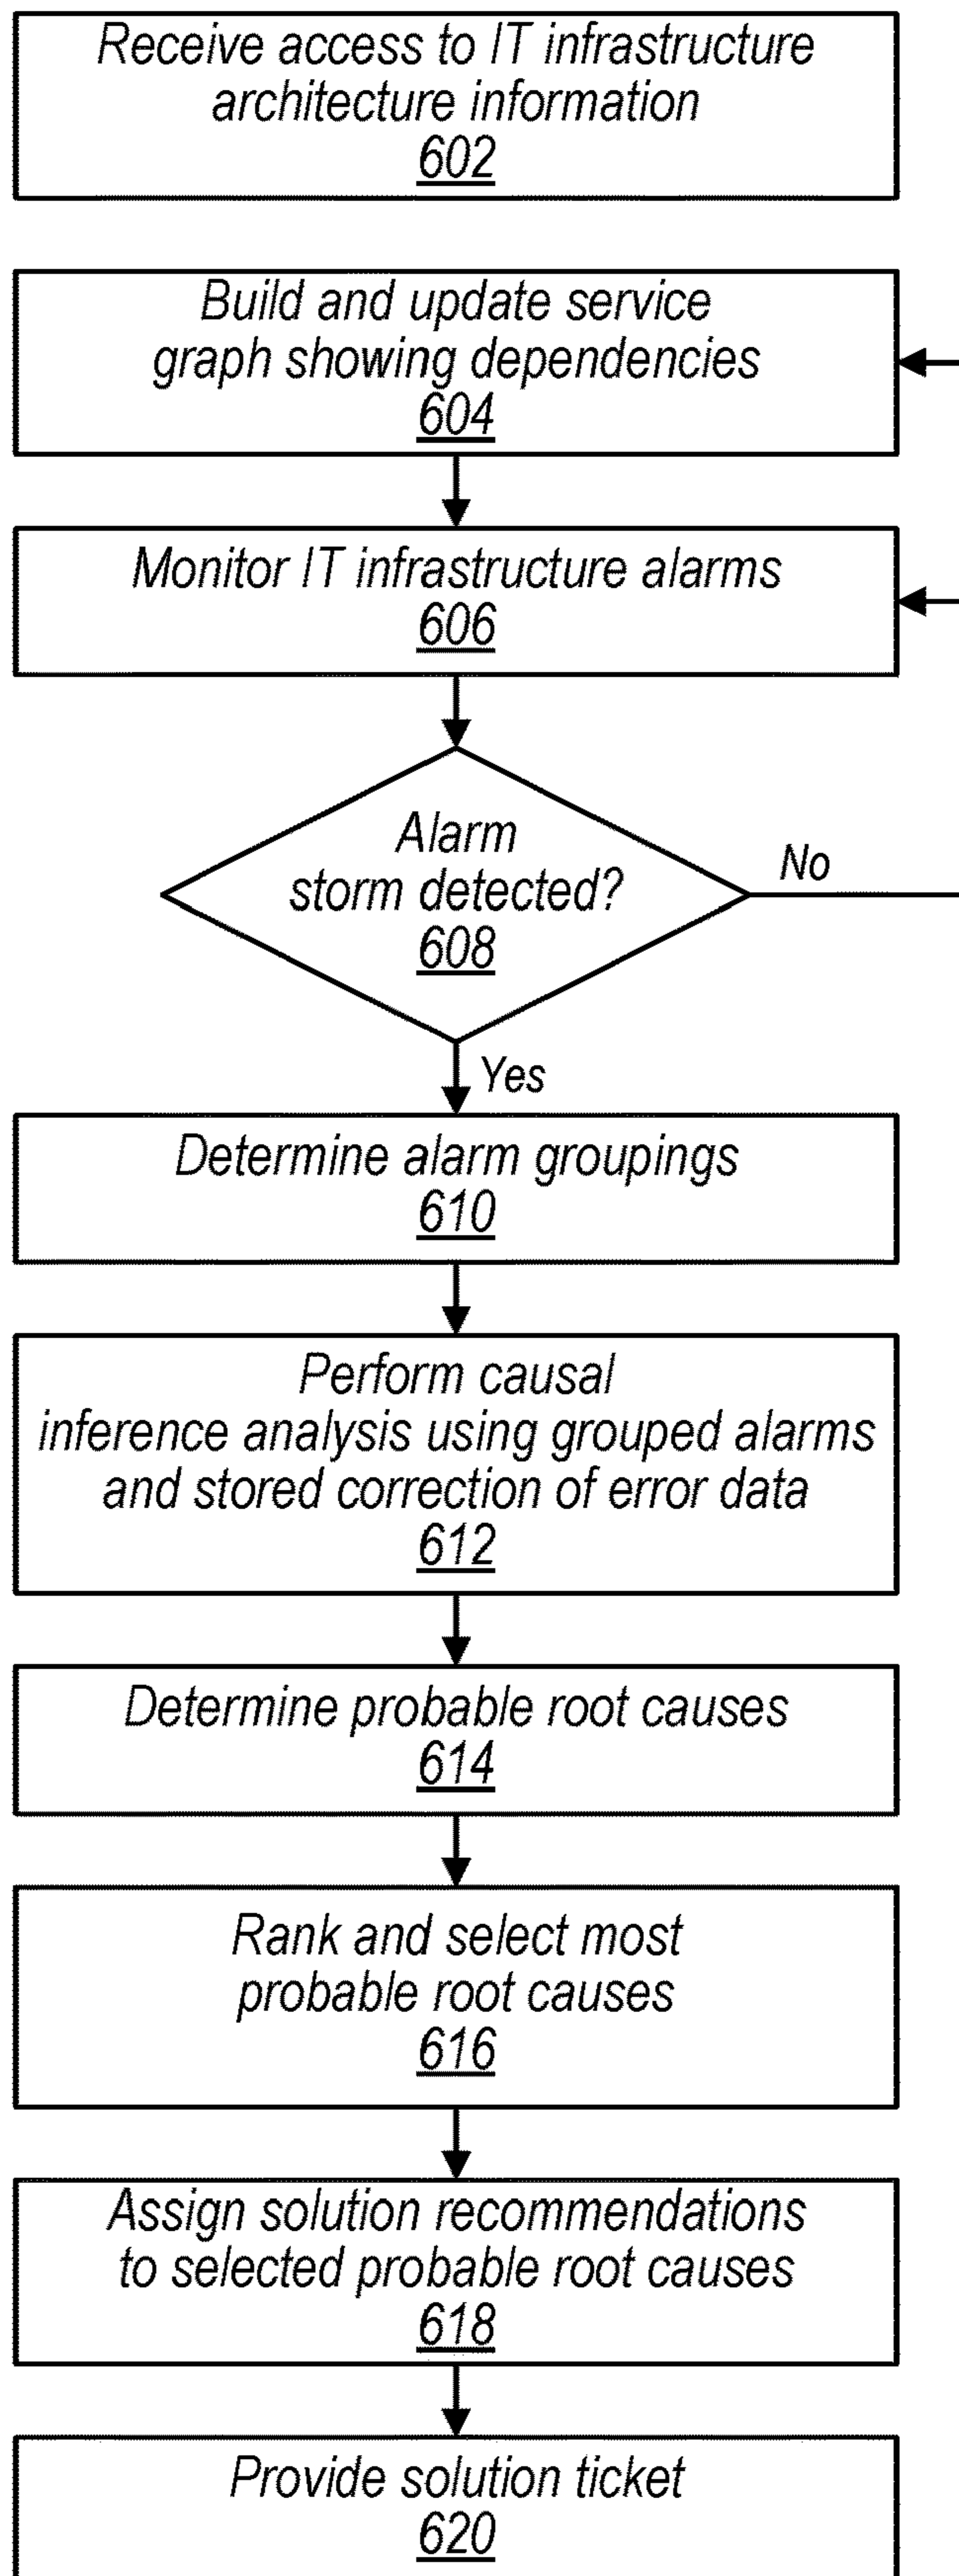 Receive access to IT infrastructure
architecture information
602
Build and update service
graph showing dependencies
604
Monitor IT infrastructure alarms
606
Alarm
storm detected?
608
No
Yes
Determine alarm groupings
610
Perform causal
inference analysis using grouped alarms
and stored correction of error data
612
Determine probable root causes
614
Rank and select most
probable root causes
616
Assign solution recommendations
to selected probable root causes
618
Provide solution ticket
620